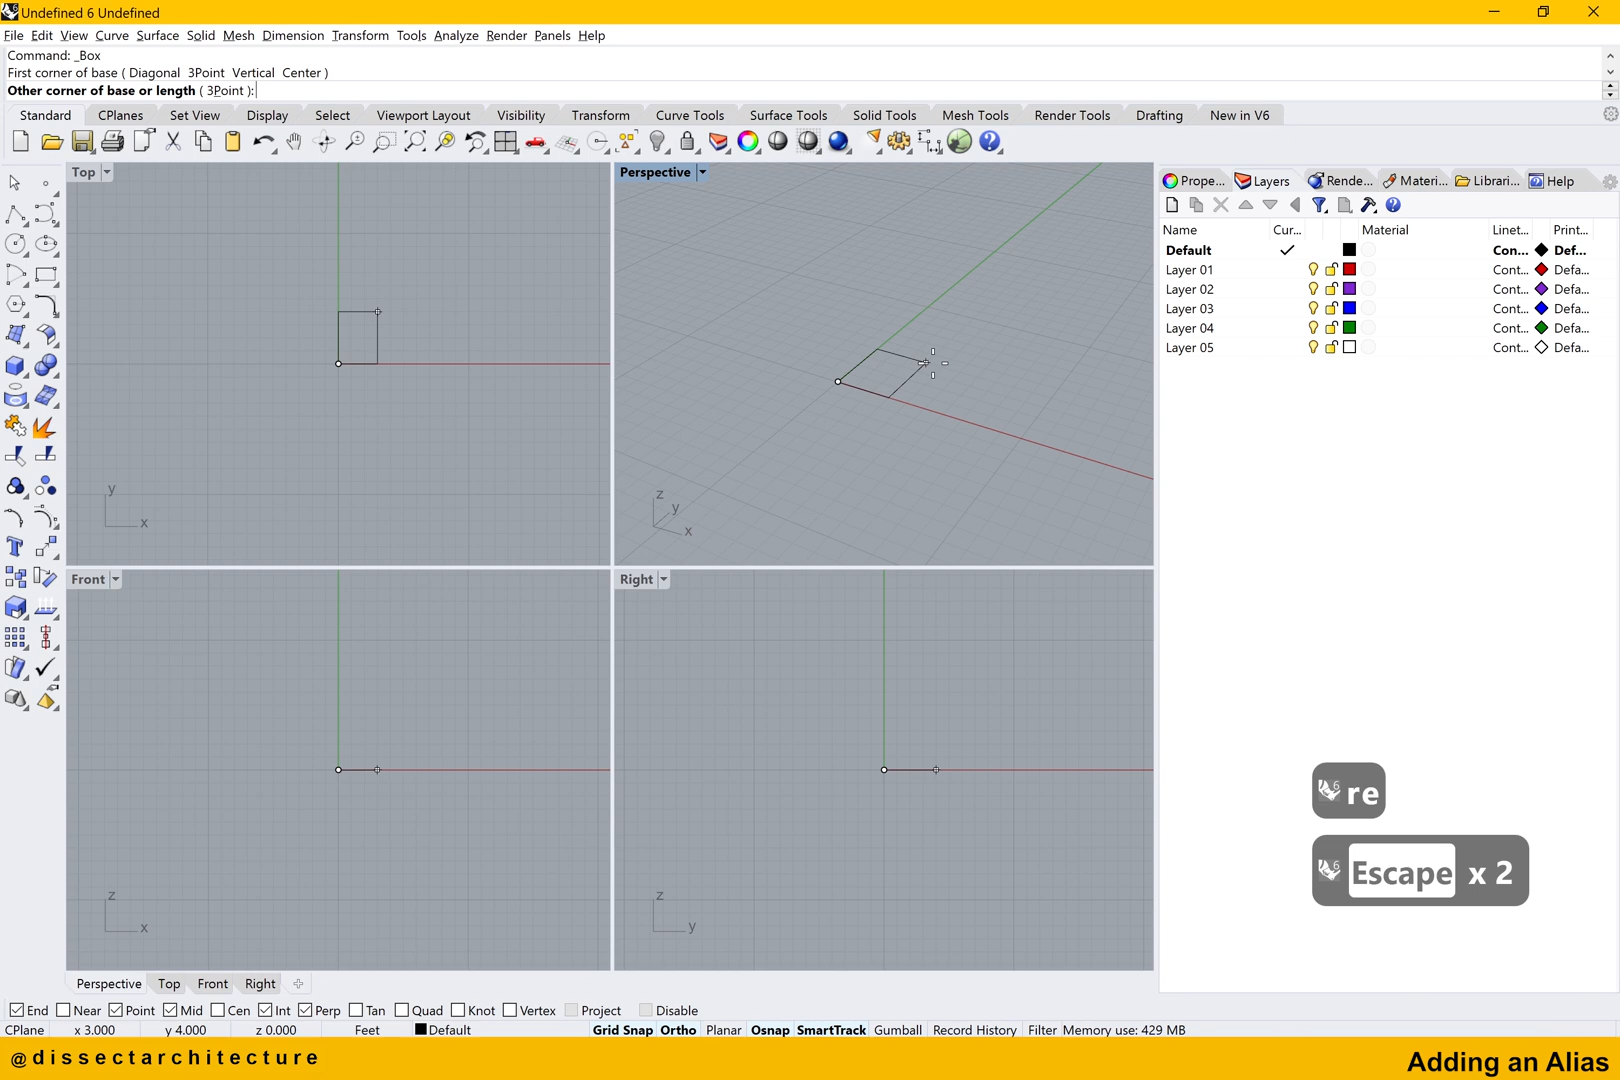 Undefined 6 Undefined
File Edit View Curve Surface Solid Mesh Dimension Transform Tools Analyze Render Panels Help
Command: _Box
First corner of base ( Diagonal 3Point Vertical Center )
Other corner of base or length ( 3Point ):
Standard CPlanes Set View Display Select Viewport Layout Visibility Transform Curve Tools Surface Tools Solid Tools Mesh Tools Render Tools Drafting New in V6
Top
Perspective
Prope... Layers Rende... Materi... Librari... Help
Name Cur... Material Linet... Print...
Default Con... Def...
Layer 01 Cont... Defa...
Layer 02 Cont... Defa...
Layer 03 Cont... Defa...
Layer 04 Cont... Defa...
Layer 05 Cont... Defa...
y
x
z
y
x
Front
Right
z
x
z
y
6 re
6 Escape x 2
Perspective Top Front Right
End Near Point Mid Cen Int Perp Tan Quad Knot Vertex Project Disable
CPlane x 3.000 y 4.000 z 0.000 Feet Default Grid Snap Ortho Planar Osnap SmartTrack Gumball Record History Filter Memory use: 429 MB
@dissectarchitecture
Adding an Alias